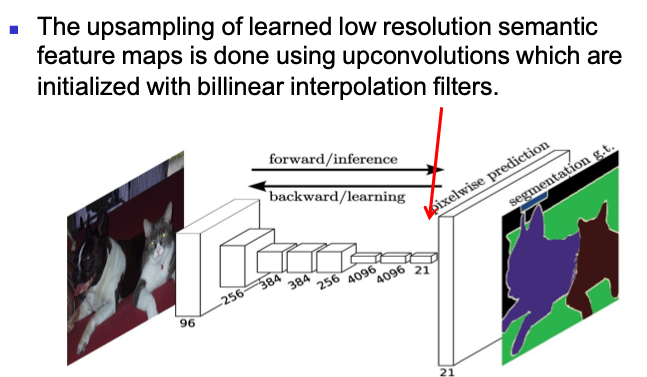 The upsampling of learned low resolution semantic
feature maps is done using upconvolutions which are
initialized with billinear interpolation filters.
forward/inference
backward/learning
pixelwise prediction
segmentation g.t.
96
256
384
384
256
4096
4096
21
21